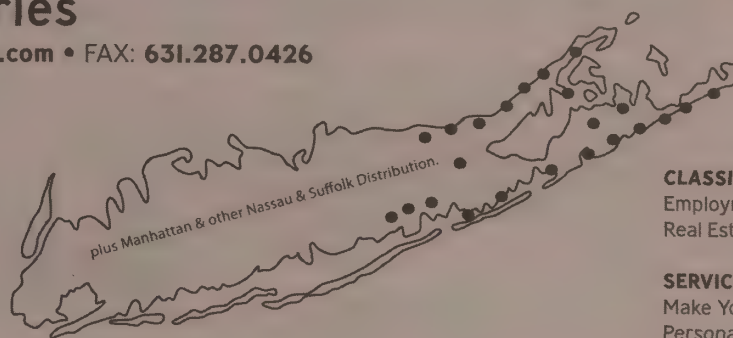 ries
.com • FAX: 631.287.0426
plus Manhattan & other Nassau & Suffolk Distribution.
CLASSI
Employ
Real Est
SERVIC
Make Yo
Persona